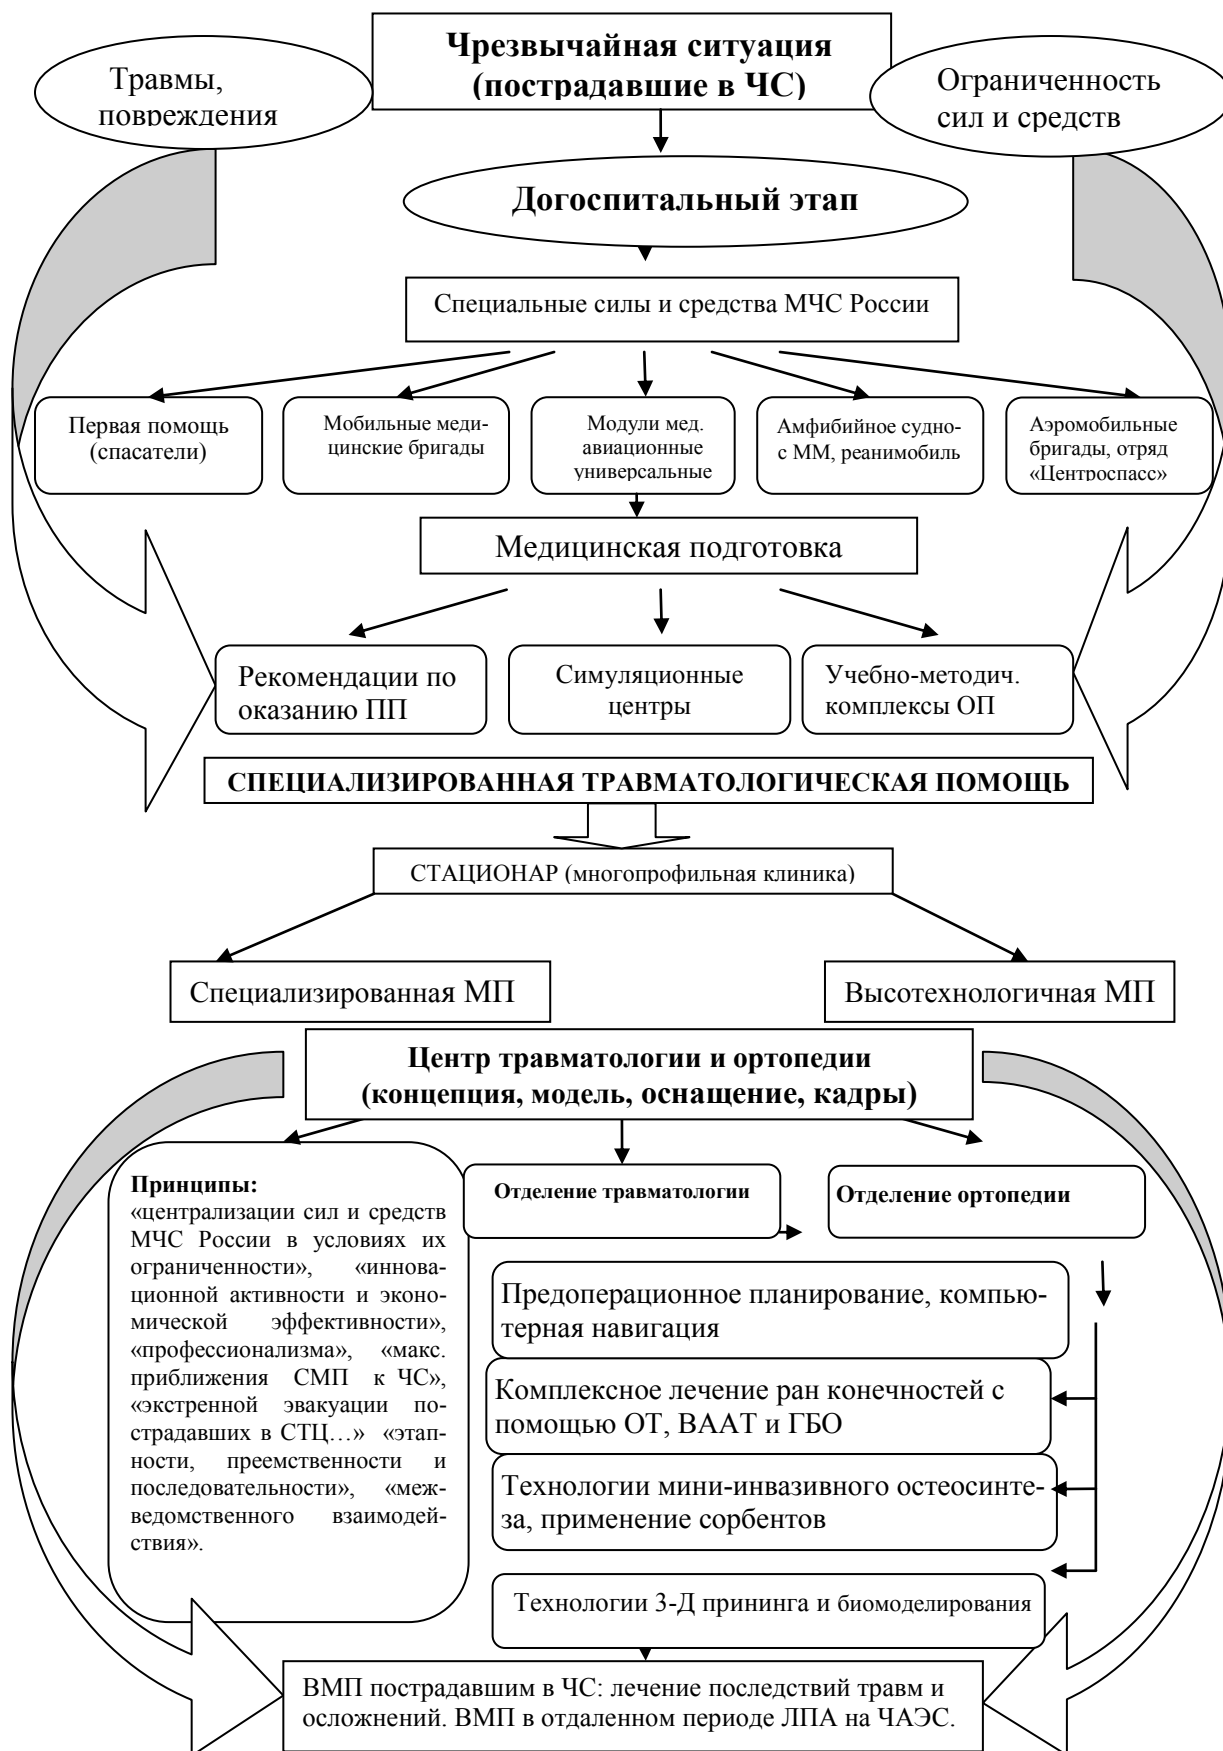 Чрезвычайная ситуация
(пострадавшие в ЧС)
Травмы,
повреждения
Ограниченность
сил и средств
Догоспитальный этап
Специальные силы и средства МЧС России
Первая помощь
(спасатели)
Мобильные меди-
цинские бригады
Модули мед.
авиационные
универсальные
Амфибийное судно-
с ММ, реанимобиль
Аэромобильные
бригады, отряд
«Центроспасс»
Медицинская подготовка
Рекомендации по
оказанию ПП
Симуляционные
центры
Учебно-методич.
комплексы ОП
СПЕЦИАЛИЗИРОВАННАЯ ТРАВМАТОЛОГИЧЕСКАЯ ПОМОЩЬ
СТАЦИОНАР (многопрофильная клиника)
Специализированная МП
Высотехнологичная МП
Центр травматологии и ортопедии
(концепция, модель, оснащение, кадры)
Принципы:
«централизации сил и средств
МЧС России в условиях их
ограниченности», «иннова-
ционной активности и эконо-
мической эффективности»,
«профессионализма», «макс.
приближения СМП к ЧС»,
«экстренной эвакуации по-
страдавших в СТЦ…» «этап-
ности, преемственности и
последовательности», «меж-
ведомственного взаимодей-
ствия».
Отделение травматологии
Отделение ортопедии
Предоперационное планирование, компью-
терная навигация
Комплексное лечение ран конечностей с
помощью ОТ, ВААТ и ГБО
Технологии мини-инвазивного остеосинте-
за, применение сорбентов
Технологии 3-Д прининга и биомоделирования
ВМП пострадавшим в ЧС: лечение последствий травм и
осложнений. ВМП в отдаленном периоде ЛПА на ЧАЭС.